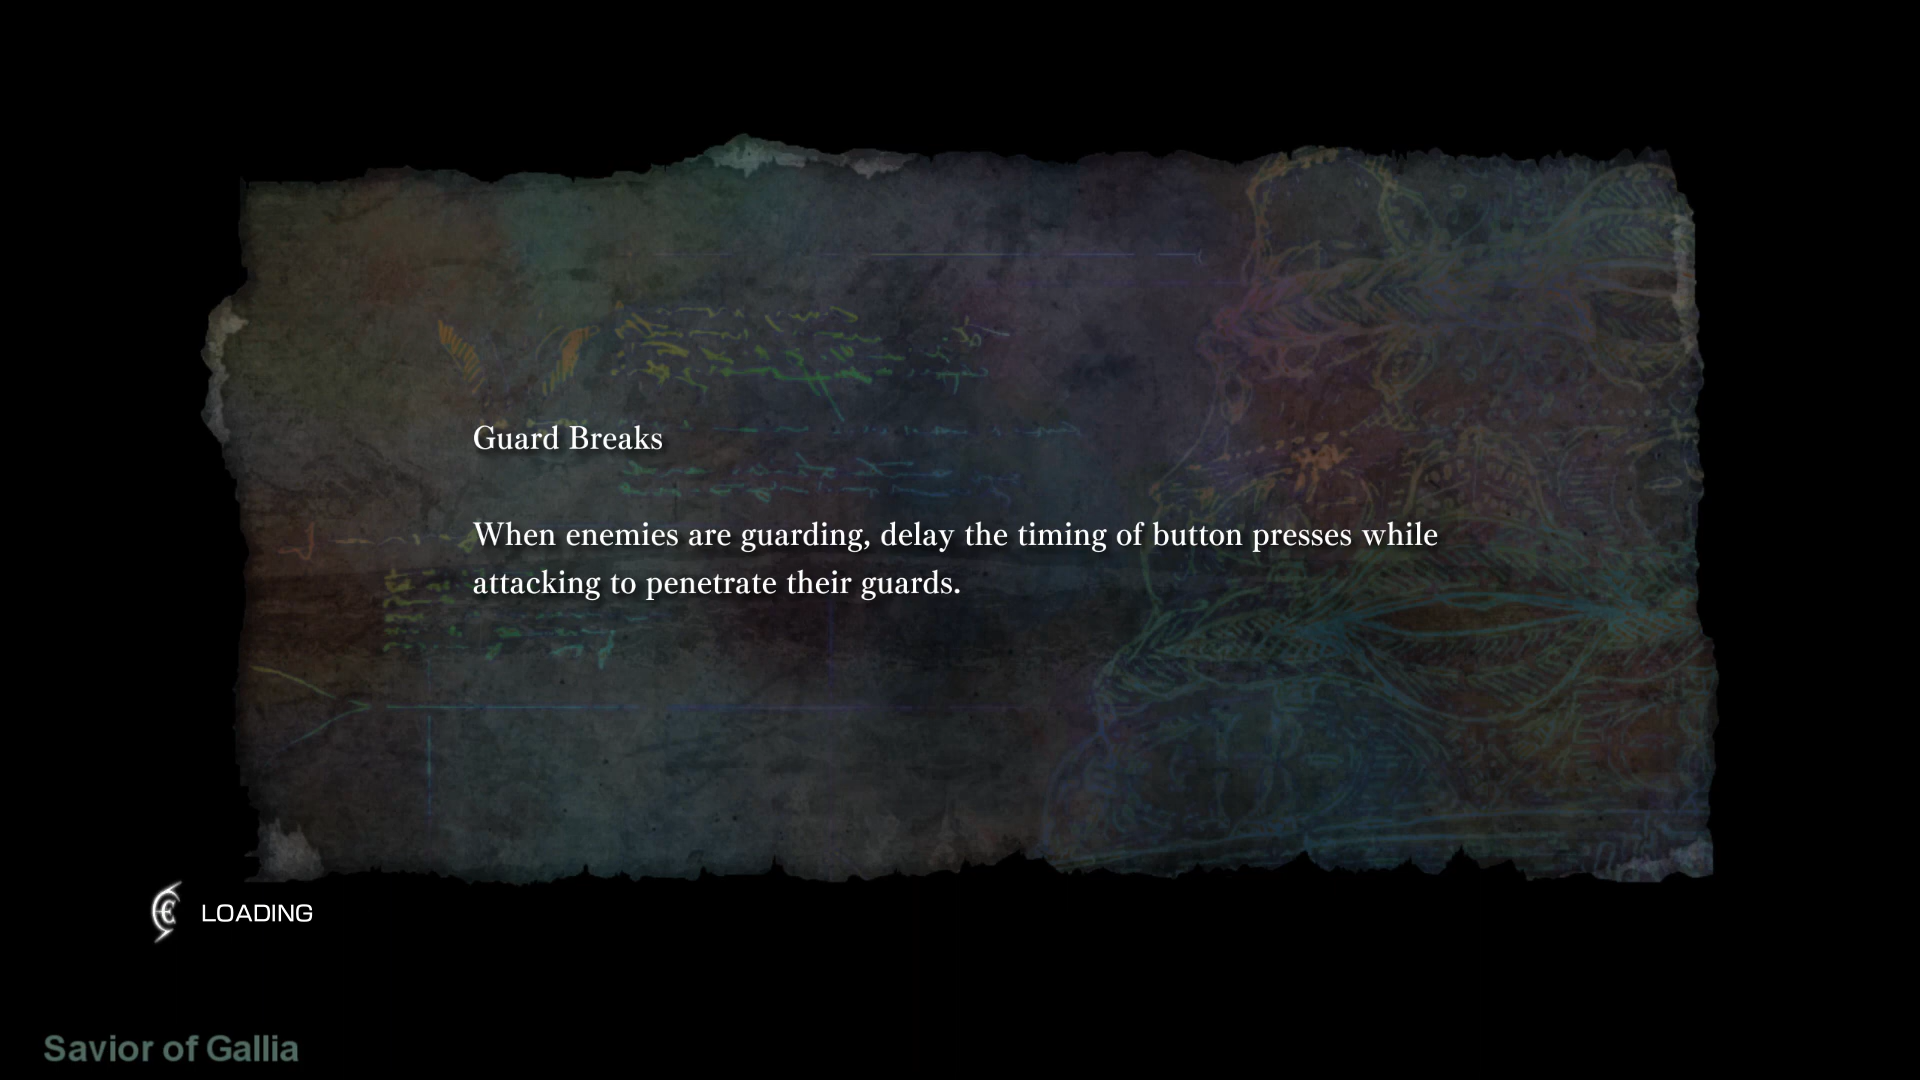 Guard Breaks
When enemies are guarding, delay the timing of button presses while
attacking to penetrate their guards.
LOADING
Savior of Gallia